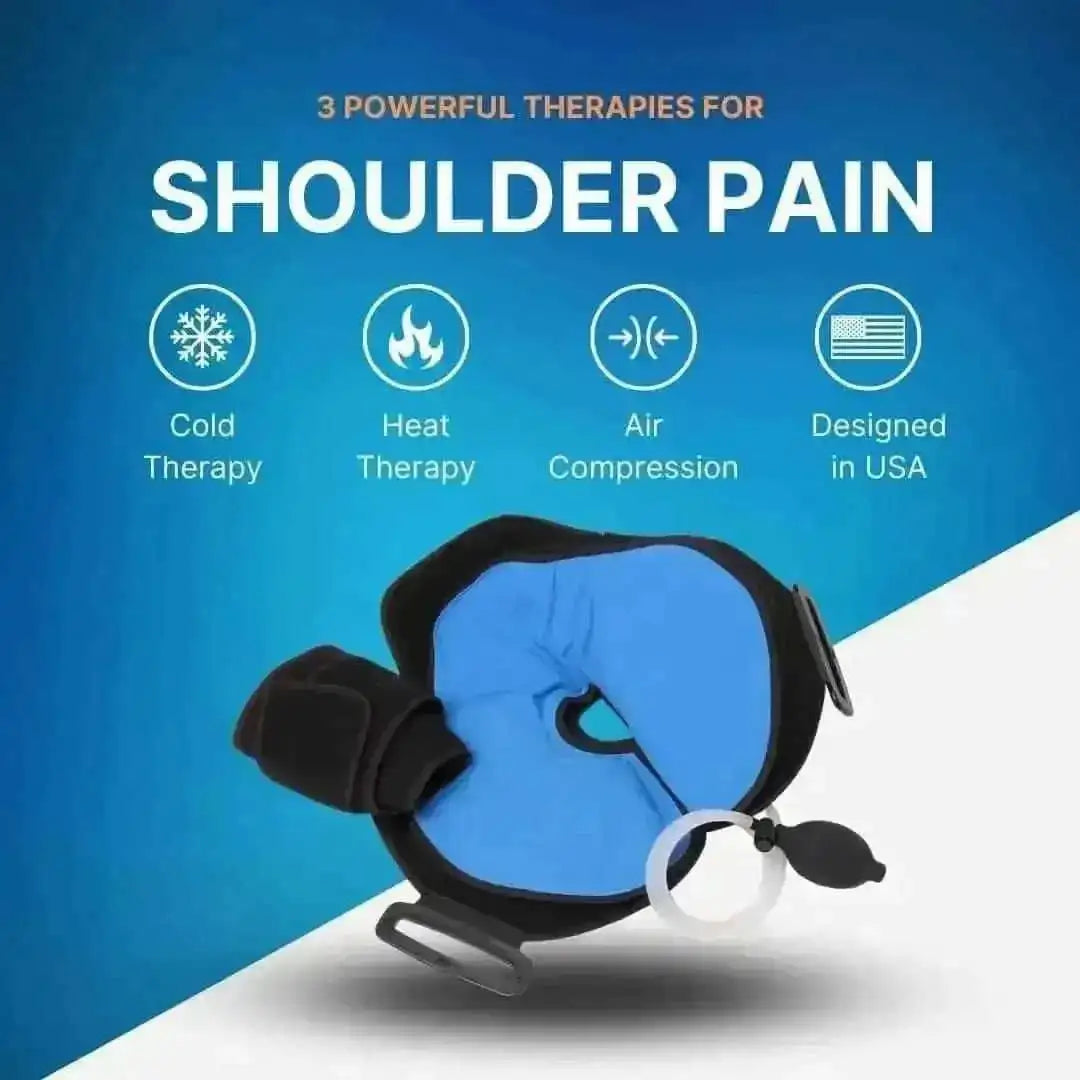 3 POWERFUL THERAPIES FOR
SHOULDER PAIN
Cold
Therapy
Heat
Therapy
Air
Compression
Designed
in USA